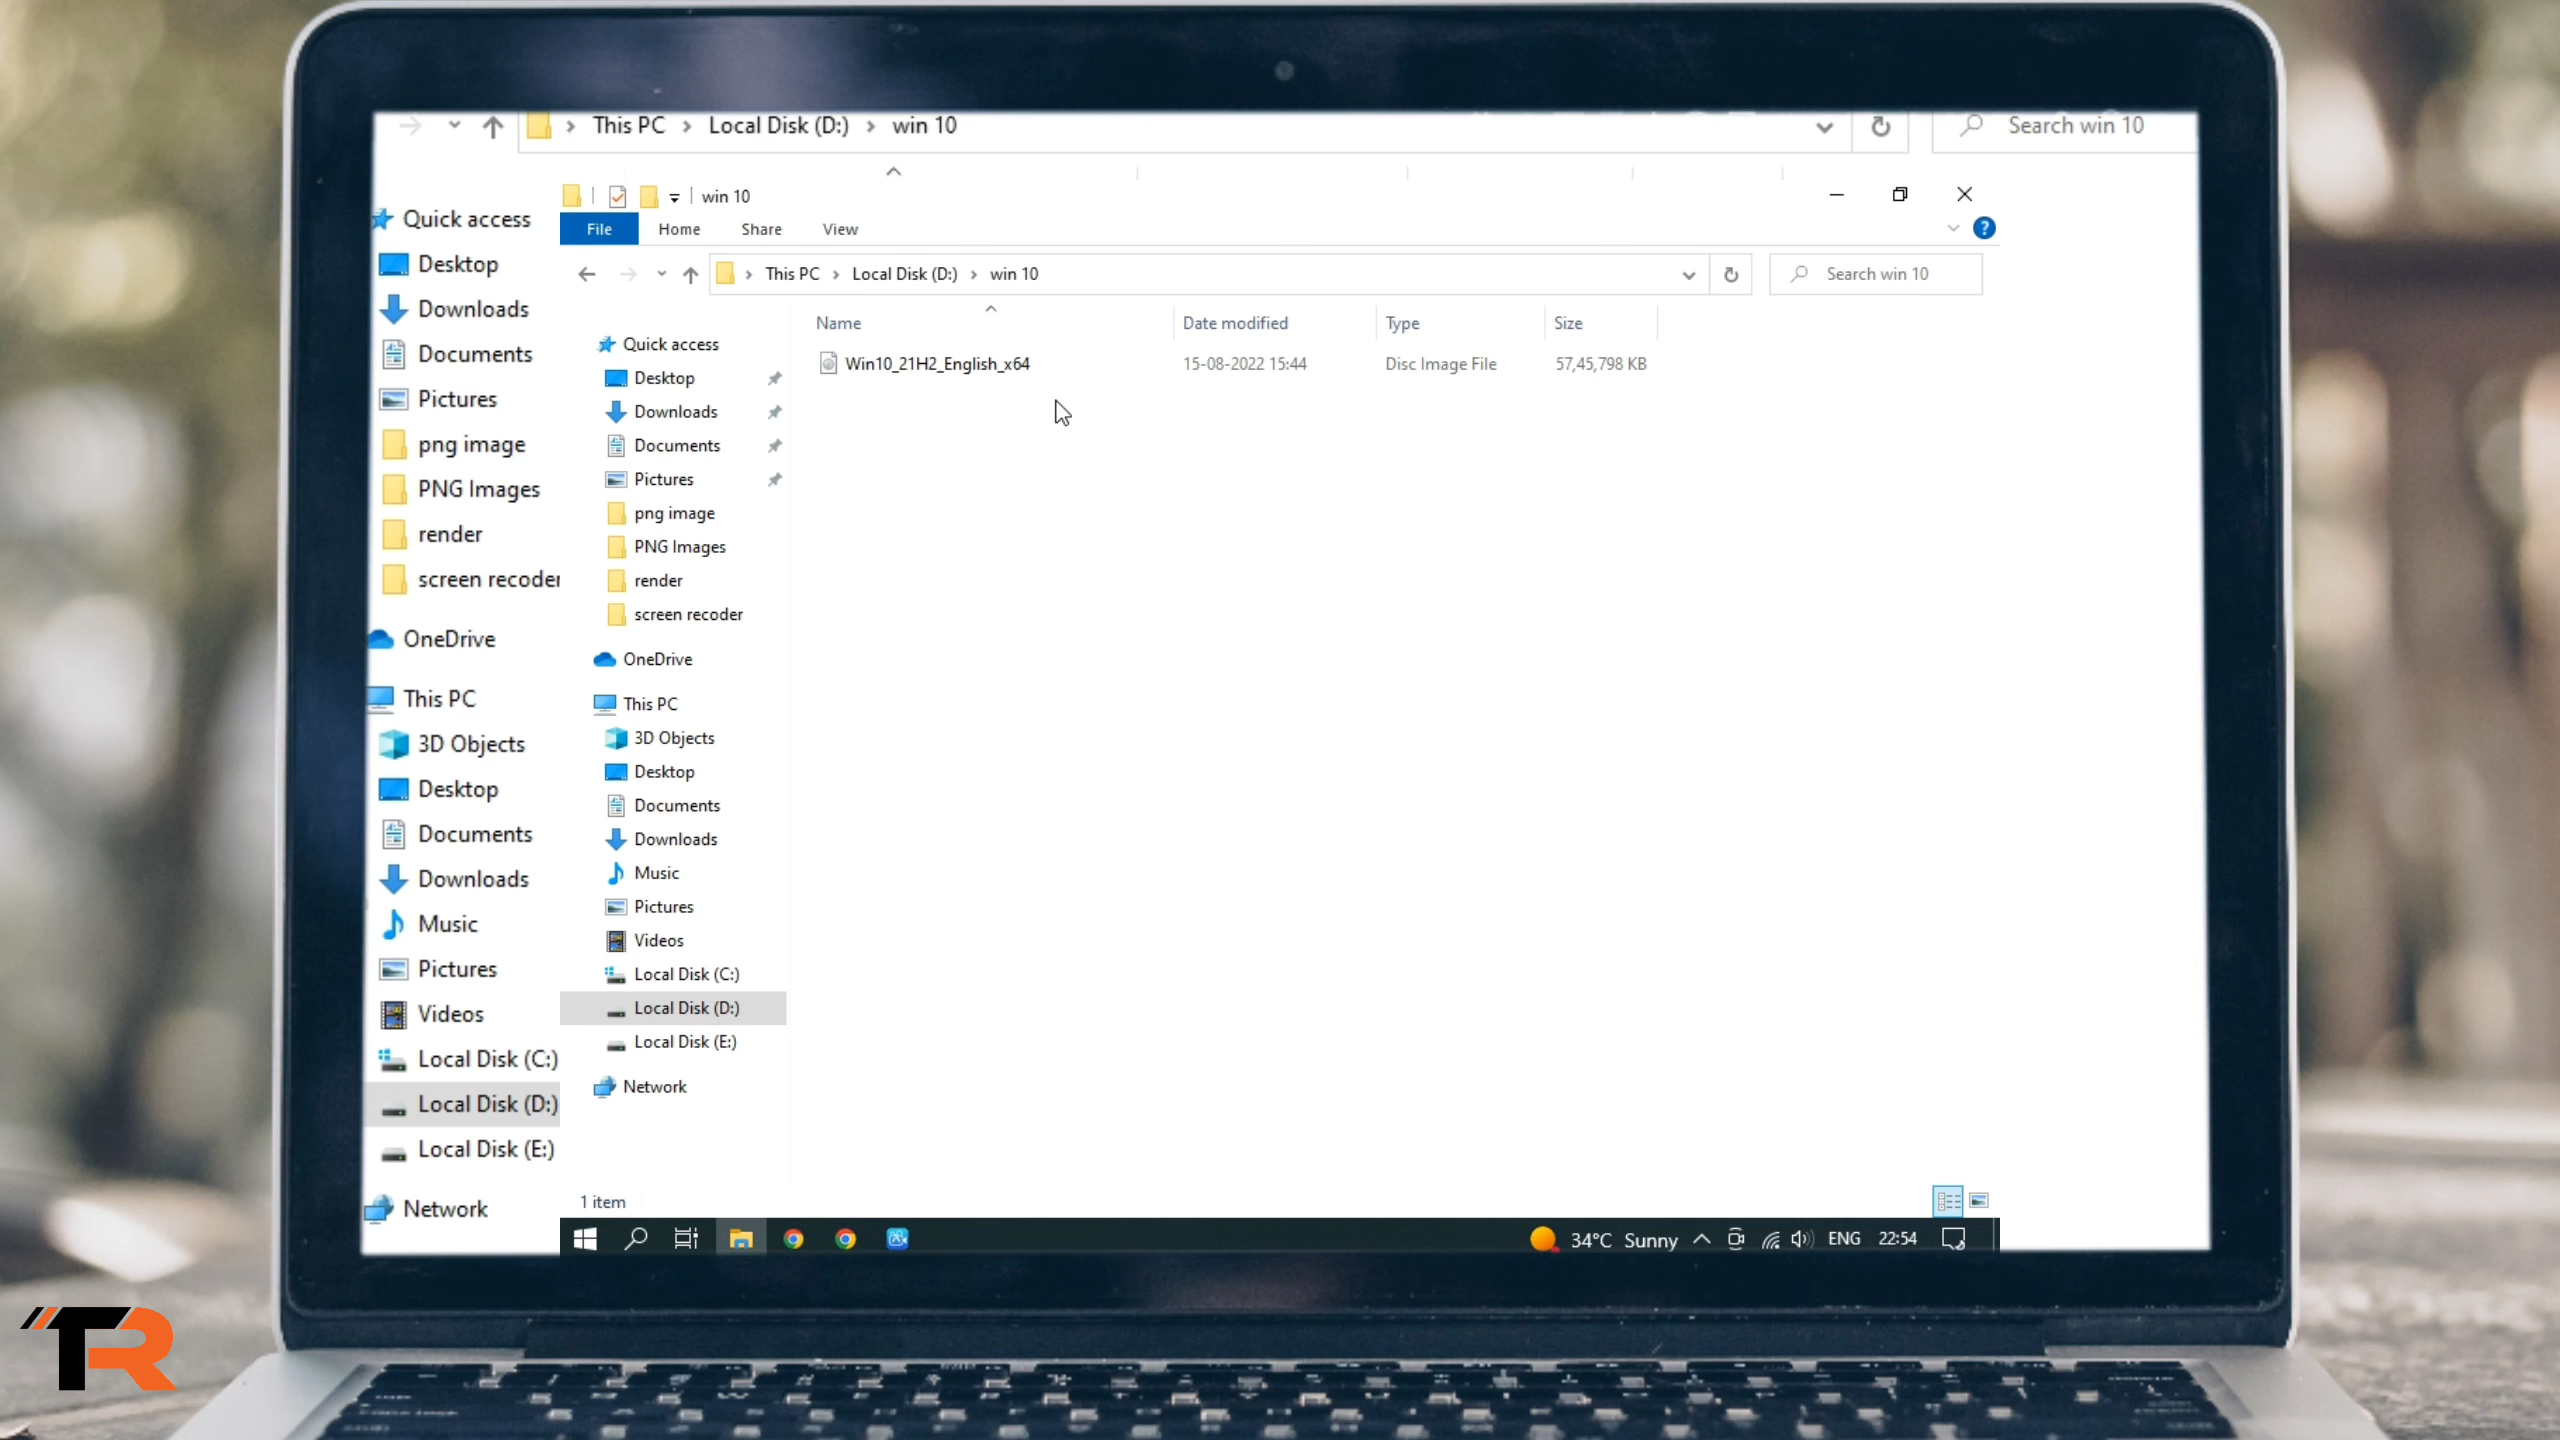 This PC > Local Disk (D:) > win 10
Search win 10
Quick access
Desktop
Downloads
Documents
Pictures
png image
PNG Images
render
screen recoder
OneDrive
This PC
3D Objects
Desktop
Documents
Downloads
Music
Pictures
Videos
Local Disk (C:)
Local Disk (D:)
Local Disk (E:)
Network
win 10
File Home Share View
?
This PC > Local Disk (D:) > win 10
Search win 10
Name Date modified Type Size
Win10_21H2_English_x64 15-08-2022 15:44 Disc Image File 57,45,798 KB
Quick access
Desktop
Downloads
Documents
Pictures
png image
PNG Images
render
screen recoder
OneDrive
This PC
3D Objects
Desktop
Documents
Downloads
Music
Pictures
Videos
Local Disk (C:)
Local Disk (D:)
Local Disk (E:)
Network
1 item
34°C Sunny ENG 22:54
TR